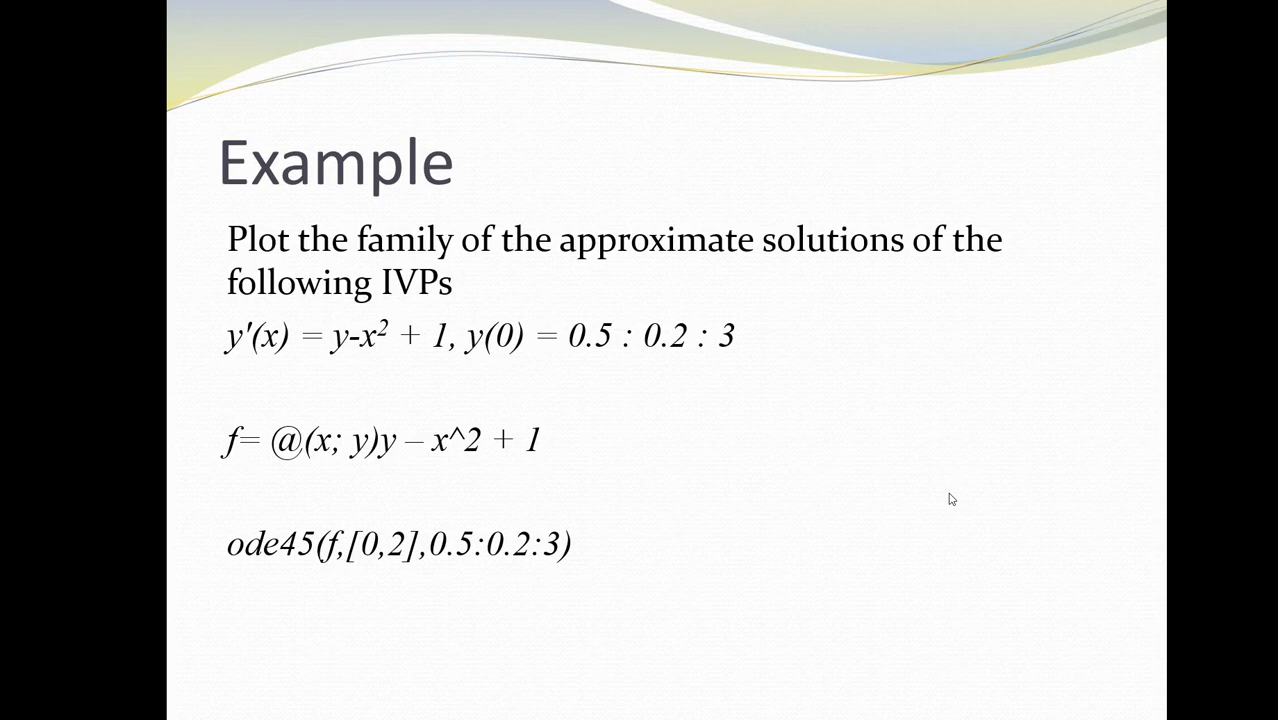 Example
Plot the family of the approximate solutions of the
following IVPs
y'(x) = y-x² + 1, y(0) = 0.5 : 0.2 : 3
f= @(x; y)y – x^2 + 1
ode45(f,[0,2],0.5:0.2:3)